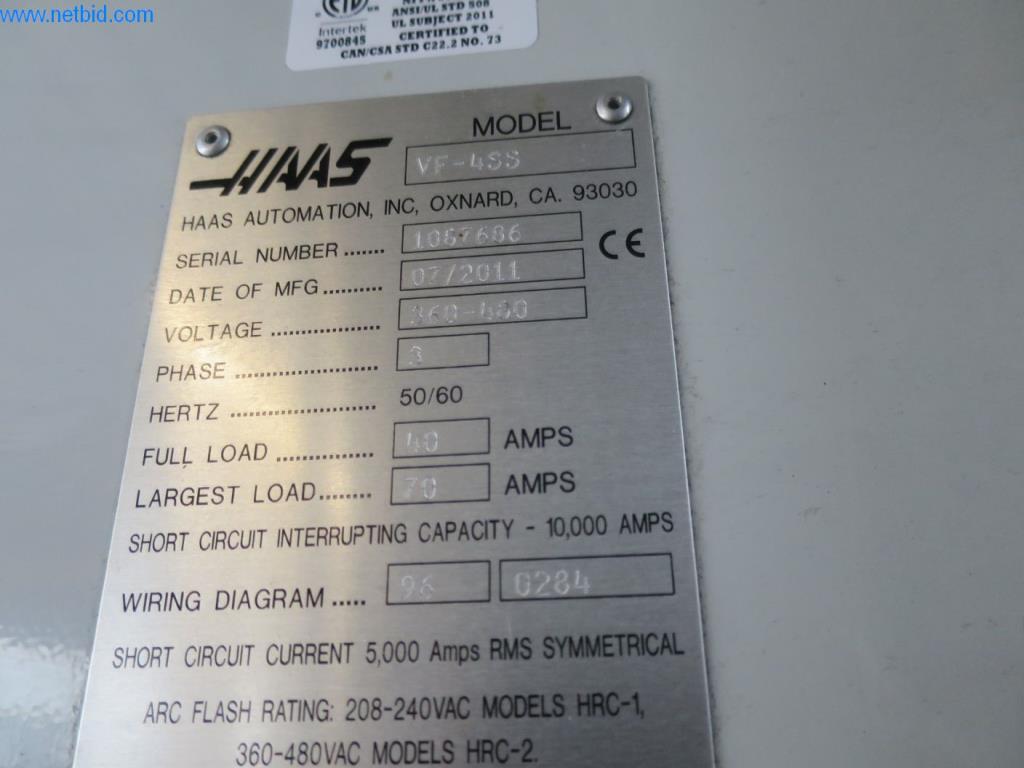 www.netbid.com
ETL
ANSI/UL STD 508
UL SUBJECT 2011
Intertek CERTIFIED TO
9700845 CAN/CSA STD C22.2 NO. 73
HAAS MODEL VF-4SS
HAAS AUTOMATION, INC, OXNARD, CA. 93030
SERIAL NUMBER ....... 1087686 CE
DATE OF MFG .......... 07/2011
VOLTAGE .................. 360-480
PHASE ....................... 3
HERTZ ....................... 50/60
FULL LOAD ............... 40 AMPS
LARGEST LOAD........ 70 AMPS
SHORT CIRCUIT INTERRUPTING CAPACITY - 10,000 AMPS
WIRING DIAGRAM ..... 96 0284
SHORT CIRCUIT CURRENT 5,000 Amps RMS SYMMETRICAL
ARC FLASH RATING: 208-240VAC MODELS HRC-1,
360-480VAC MODELS HRC-2.